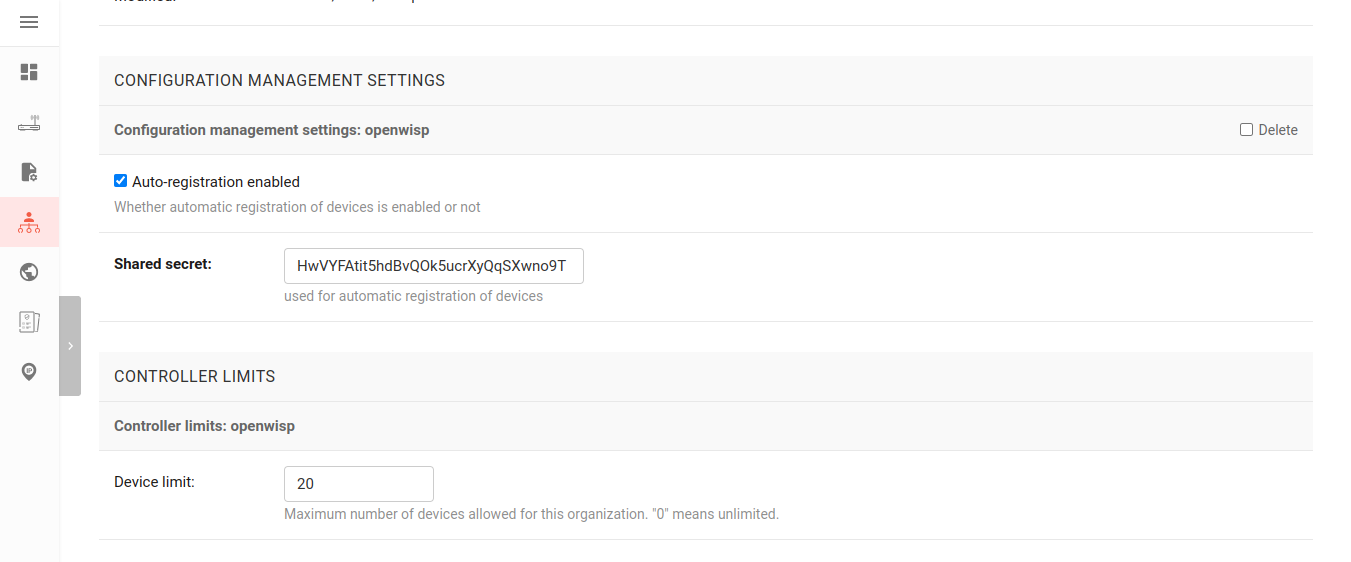 CONFIGURATION MANAGEMENT SETTINGS
Configuration management settings: openwisp
Delete
Auto-registration enabled
Whether automatic registration of devices is enabled or not
Shared secret:
HwVYFAtit5hdBvQOk5ucrXyQqSXwno9T
used for automatic registration of devices
CONTROLLER LIMITS
Controller limits: openwisp
Device limit:
20
Maximum number of devices allowed for this organization. "0" means unlimited.